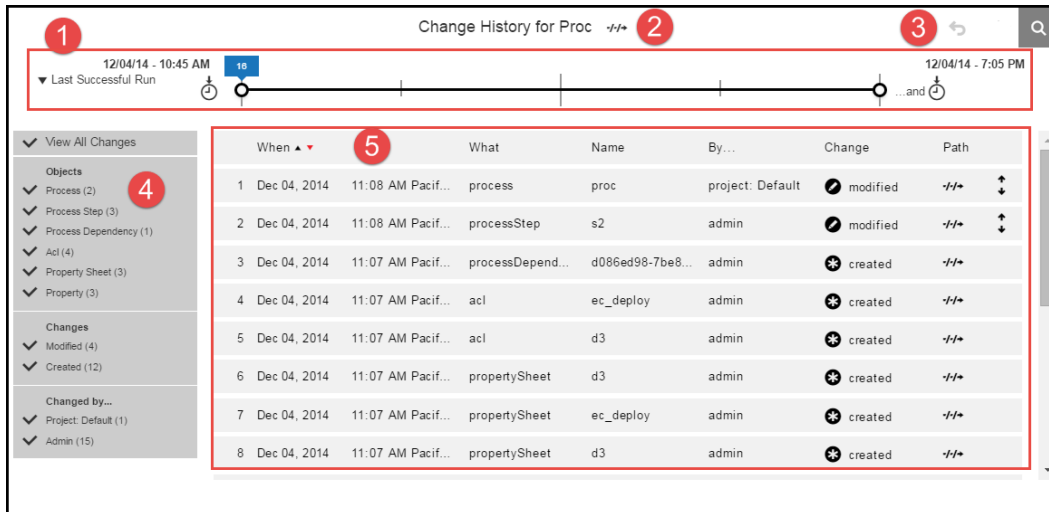 Change History for Proc 2
3
1
12/04/14 - 10:45 AM
Last Successful Run
16
12/04/14 - 7:05 PM
...and
View All Changes
Objects
4
Process (2)
Process Step (3)
Process Dependency (1)
Acl (4)
Property Sheet (3)
Property (3)
Changes
Modified (4)
Created (12)
Changed by...
Project: Default (1)
Admin (15)
When 5 What Name By... Change Path
1 Dec 04, 2014 11:08 AM Pacif... process proc project: Default modified
2 Dec 04, 2014 11:08 AM Pacif... processStep s2 admin modified
3 Dec 04, 2014 11:07 AM Pacif... processDepend... d086ed98-7be8... admin created
4 Dec 04, 2014 11:07 AM Pacif... acl ec_deploy admin created
5 Dec 04, 2014 11:07 AM Pacif... acl d3 admin created
6 Dec 04, 2014 11:07 AM Pacif... propertySheet d3 admin created
7 Dec 04, 2014 11:07 AM Pacif... propertySheet ec_deploy admin created
8 Dec 04, 2014 11:07 AM Pacif... propertySheet d3 admin created